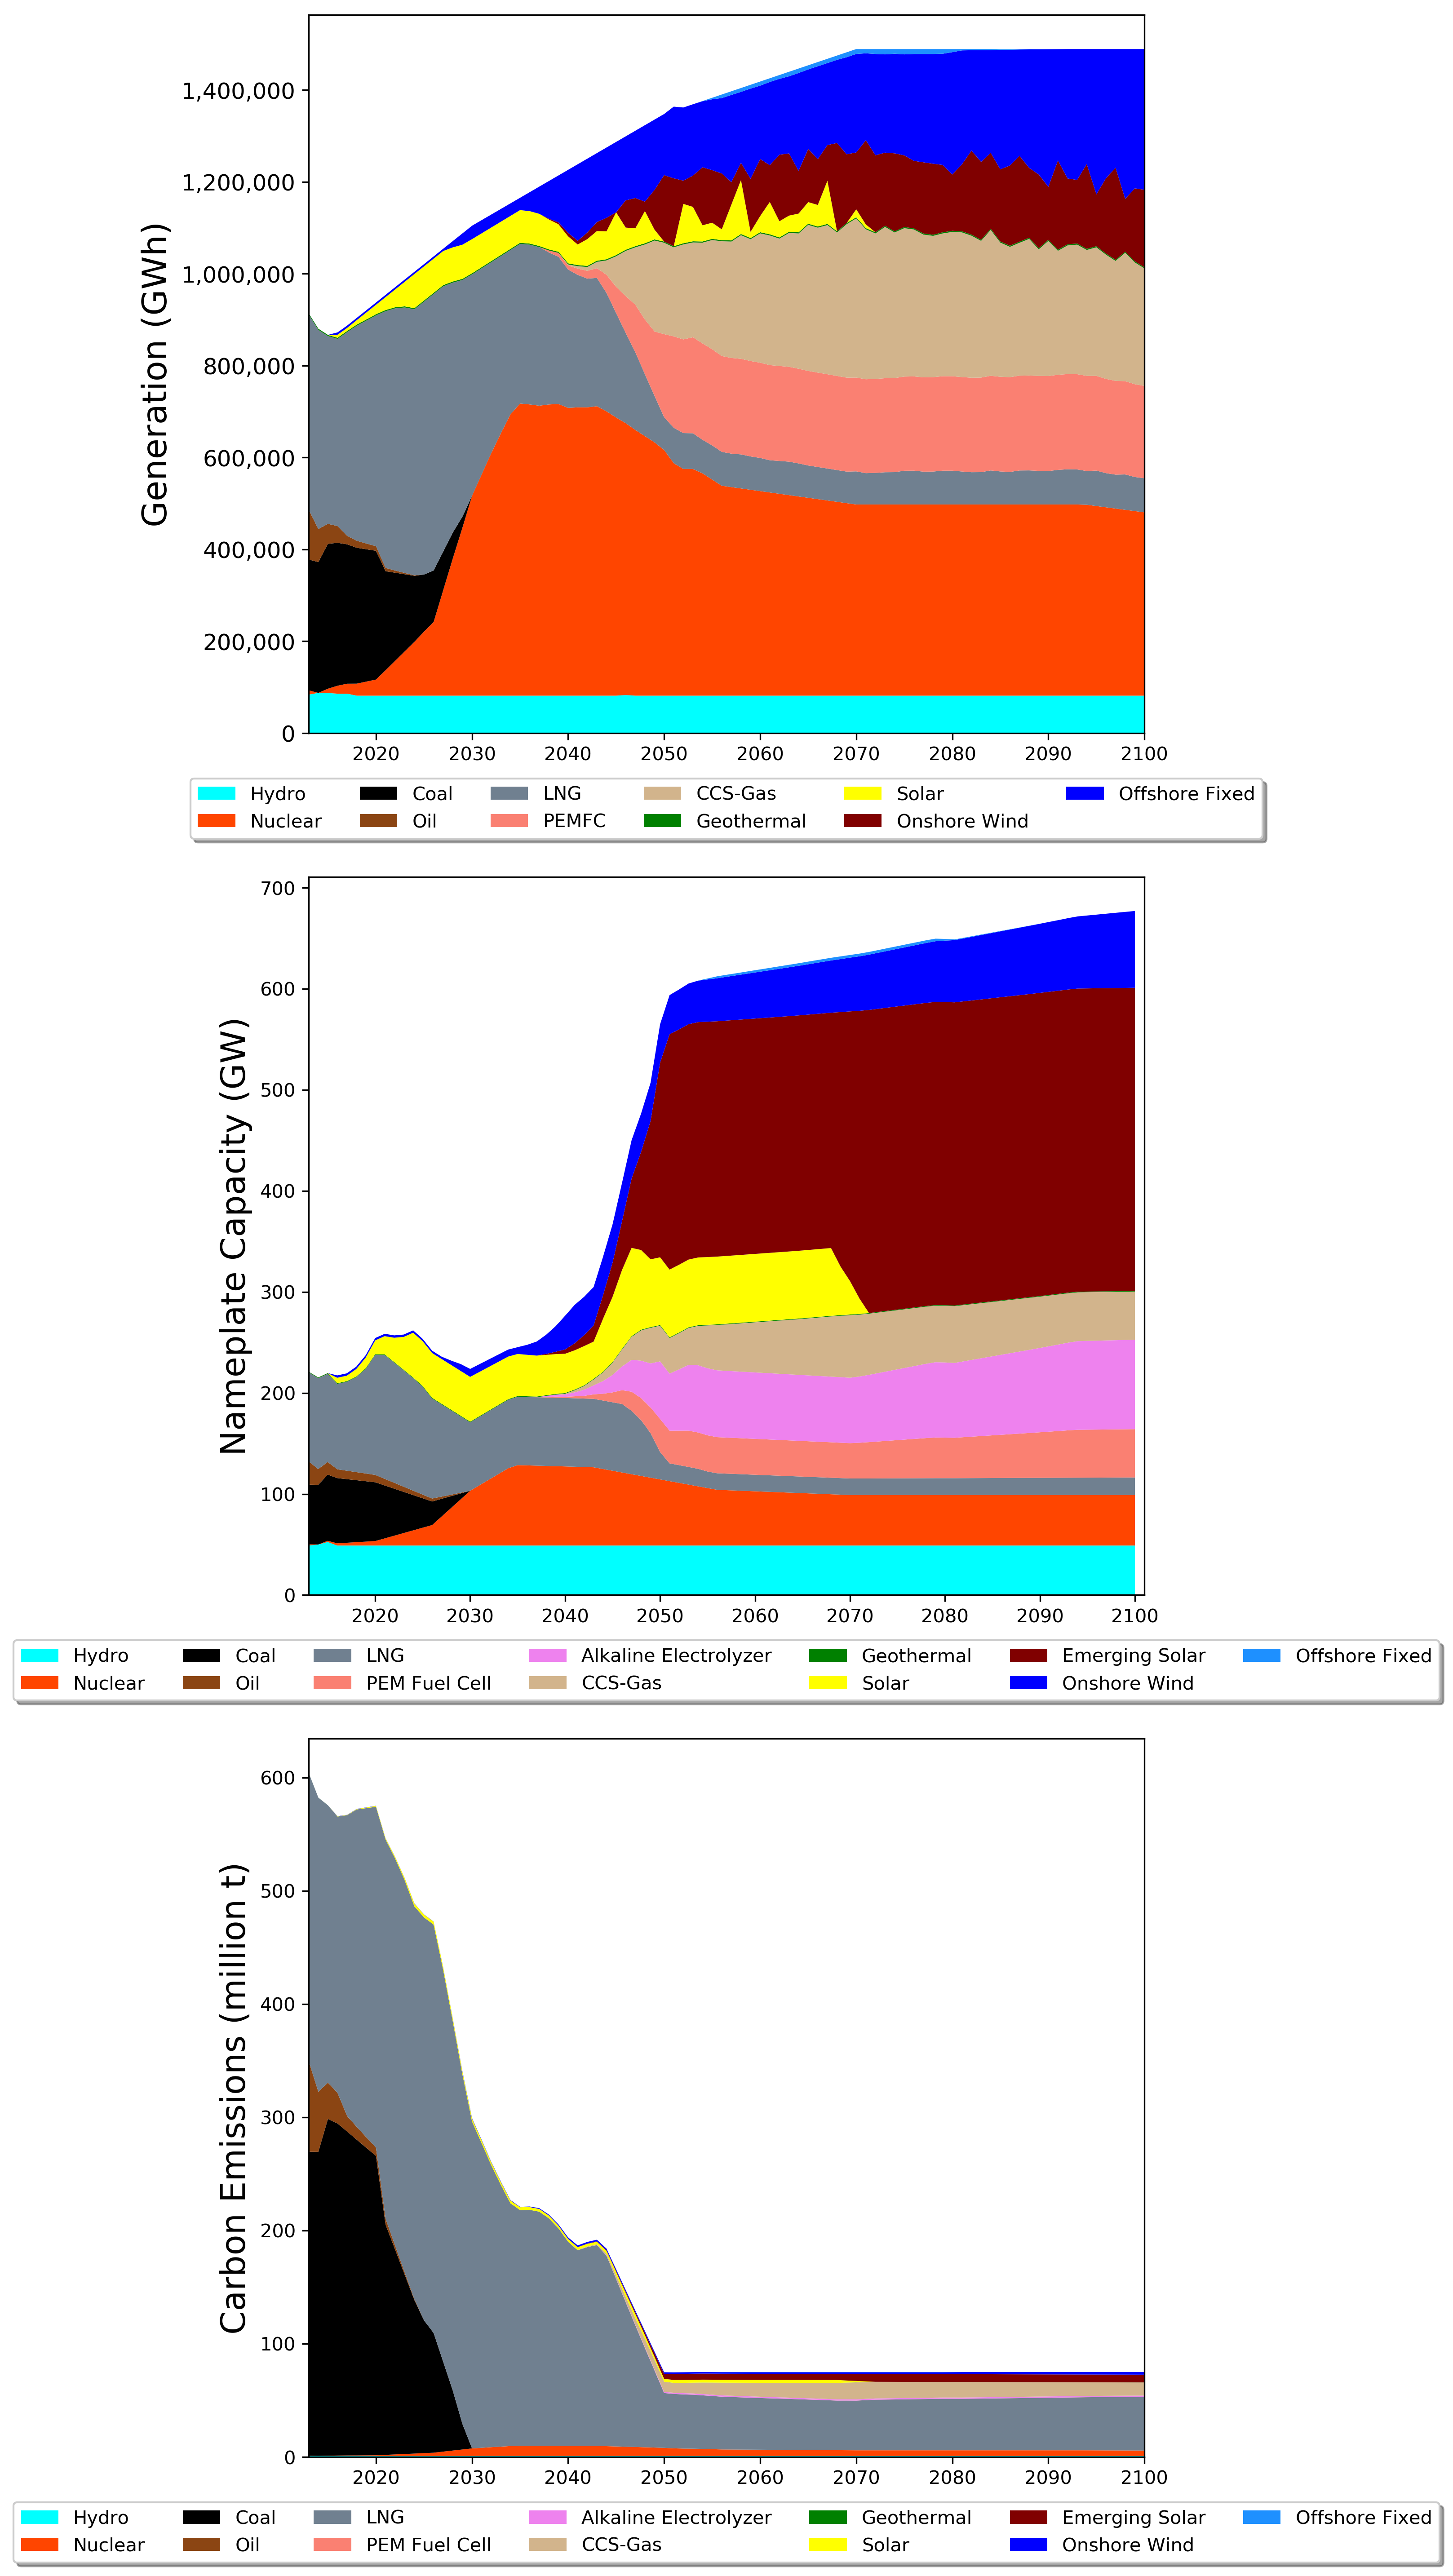 Generation (GWh)
1,400,000
1,200,000
1,000,000
800,000
600,000
400,000
200,000
0
2020 2030 2040 2050 2060 2070 2080 2090 2100
Hydro Coal LNG CCS-Gas Solar Offshore Fixed
Nuclear Oil PEMFC Geothermal Onshore Wind
Nameplate Capacity (GW)
700
600
500
400
300
200
100
0
2020 2030 2040 2050 2060 2070 2080 2090 2100
Hydro Coal LNG Alkaline Electrolyzer Geothermal Emerging Solar Offshore Fixed
Nuclear Oil PEM Fuel Cell CCS-Gas Solar Onshore Wind
Carbon Emissions (million t)
600
500
400
300
200
100
0
2020 2030 2040 2050 2060 2070 2080 2090 2100
Hydro Coal LNG Alkaline Electrolyzer Geothermal Emerging Solar Offshore Fixed
Nuclear Oil PEM Fuel Cell CCS-Gas Solar Onshore Wind